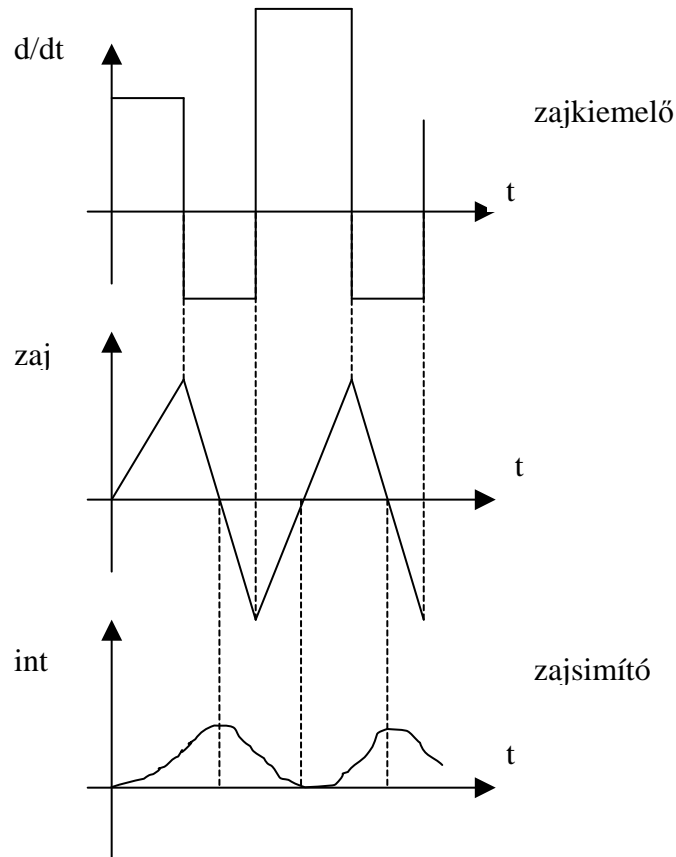 d/dt
zajkiemelő
t
zaj
t
int
zajsimító
t